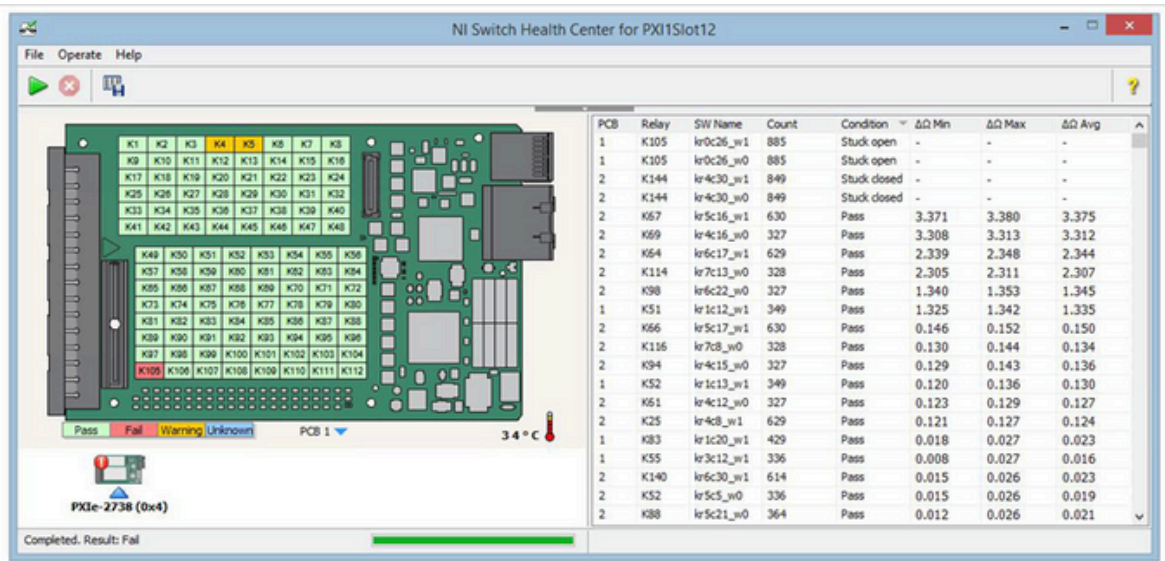 NI Switch Health Center for PXI1Slot12
File Operate Help
K1 K2 K3 K4 K5 K6 K7 K8
K9 K10 K11 K12 K13 K14 K15 K16
K17 K18 K19 K20 K21 K22 K23 K24
K25 K26 K27 K28 K29 K30 K31 K32
K33 K34 K35 K36 K37 K38 K39 K40
K41 K42 K43 K44 K45 K46 K47 K48
K49 K50 K51 K52 K53 K54 K55 K56
K57 K58 K59 K60 K61 K62 K63 K64
K65 K66 K67 K68 K69 K70 K71 K72
K73 K74 K75 K76 K77 K78 K79 K80
K81 K82 K83 K84 K85 K86 K87 K88
K89 K90 K91 K92 K93 K94 K95 K96
K97 K98 K99 K100 K101 K102 K103 K104
K105 K106 K107 K108 K109 K110 K111 K112
Pass Fail Warning Unknown PCB 1 34°C
PXIe-2738 (0x4)
PCB Relay SW Name Count Condition ΔΩ Min ΔΩ Max ΔΩ Avg
1 K105 kr0c26_w1 885 Stuck open - - -
1 K105 kr0c26_w0 885 Stuck open - - -
2 K144 kr4c30_w1 849 Stuck closed - - -
2 K144 kr4c30_w0 849 Stuck closed - - -
2 K67 kr5c16_w1 630 Pass 3.371 3.380 3.375
2 K69 kr4c16_w0 327 Pass 3.308 3.313 3.312
2 K64 kr6c17_w1 629 Pass 2.339 2.348 2.344
2 K114 kr7c13_w0 328 Pass 2.305 2.311 2.307
2 K98 kr6c22_w0 327 Pass 1.340 1.353 1.345
1 K51 kr1c12_w1 349 Pass 1.325 1.342 1.335
2 K66 kr5c17_w1 630 Pass 0.146 0.152 0.150
2 K116 kr7c8_w0 328 Pass 0.130 0.144 0.134
2 K94 kr4c15_w0 327 Pass 0.129 0.143 0.136
1 K52 kr1c13_w1 349 Pass 0.120 0.136 0.130
2 K61 kr4c12_w0 327 Pass 0.123 0.129 0.127
2 K25 kr4c8_w1 629 Pass 0.121 0.127 0.124
1 K83 kr1c20_w1 429 Pass 0.018 0.027 0.023
1 K55 kr3c12_w1 336 Pass 0.008 0.027 0.016
2 K140 kr6c30_w1 614 Pass 0.015 0.026 0.023
2 K52 kr5c5_w0 336 Pass 0.015 0.026 0.019
2 K88 kr5c21_w0 364 Pass 0.012 0.026 0.021
Completed. Result: Fail